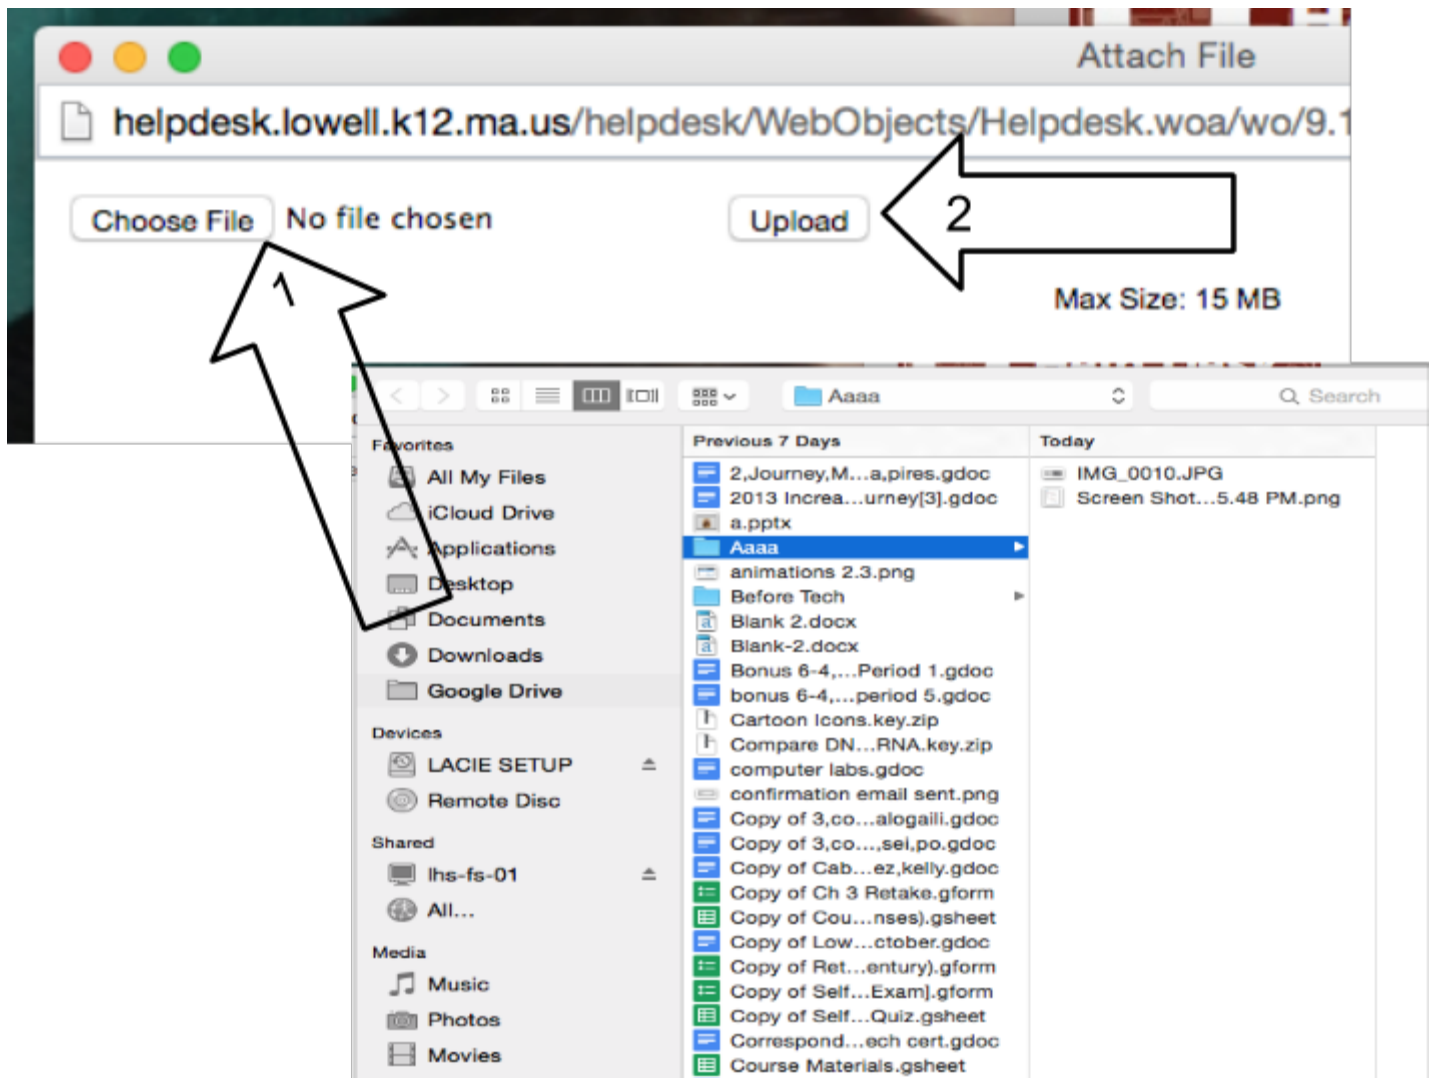 Attach File
helpdesk.lowell.k12.ma.us/helpdesk/WebObjects/Helpdesk.woa/wo/9.1
Choose File No file chosen
Upload
2
1
Max Size: 15 MB
Aaaa
Search
Favorites
All My Files
iCloud Drive
Applications
Desktop
Documents
Downloads
Google Drive
Devices
LACIE SETUP
Remote Disc
Shared
lhs-fs-01
All...
Media
Music
Photos
Movies
Previous 7 Days
2,Journey,M...a,pires.gdoc
2013 Increa...urney[3].gdoc
a.pptx
Aaaa
animations 2.3.png
Before Tech
Blank 2.docx
Blank-2.docx
Bonus 6-4,...Period 1.gdoc
bonus 6-4,...period 5.gdoc
Cartoon Icons.key.zip
Compare DN...RNA.key.zip
computer labs.gdoc
confirmation email sent.png
Copy of 3,co...alogaili.gdoc
Copy of 3,co...,sei,po.gdoc
Copy of Cab...ez,kelly.gdoc
Copy of Ch 3 Retake.gform
Copy of Cou...nses).gsheet
Copy of Low...ctober.gdoc
Copy of Ret...entury).gform
Copy of Self...Exam].gform
Copy of Self...Quiz.gsheet
Correspond...ech cert.gdoc
Course Materials.gsheet
Today
IMG_0010.JPG
Screen Shot...5.48 PM.png